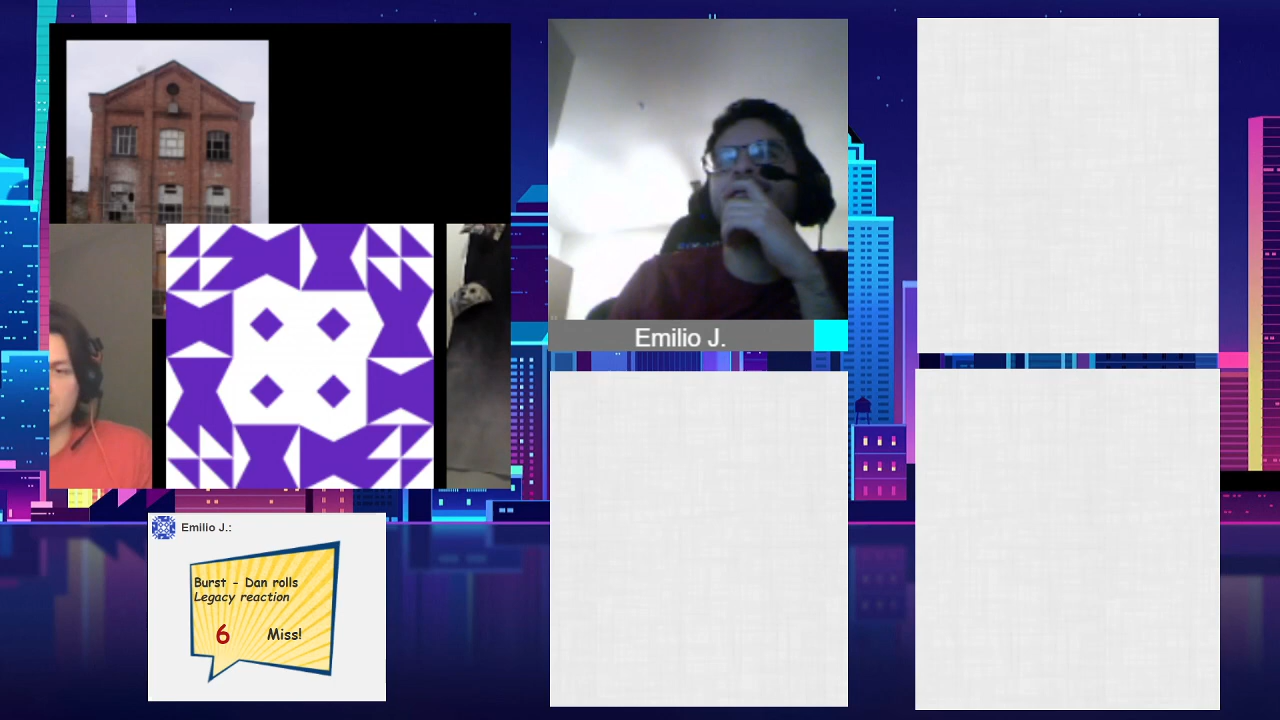 Emilio J.
Emilio J.:
Burst - Dan rolls
Legacy reaction
6 Miss!